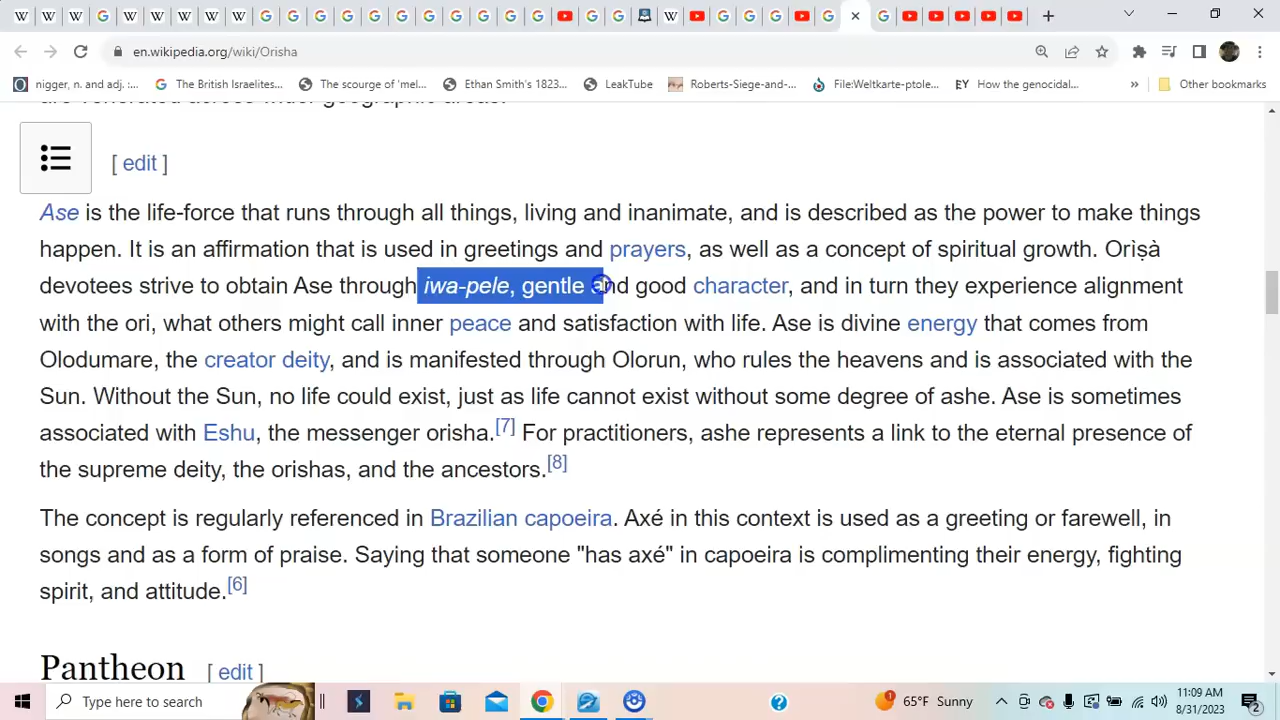 en.wikipedia.org/wiki/Orisha
nigger, n. and adj. :...
The British Israelites...
The scourge of 'mel...
Ethan Smith's 1823...
LeakTube
Roberts-Siege-and-...
File:Weltkarte-ptole...
EY
How the genocidal...
»
Other bookmarks
are venerated across wider geographic areas.
[ edit ]
Ase is the life-force that runs through all things, living and inanimate, and is described as the power to make things
happen. It is an affirmation that is used in greetings and prayers, as well as a concept of spiritual growth. Orìṣà
devotees strive to obtain Ase through iwa-pele, gentle and good character, and in turn they experience alignment
with the ori, what others might call inner peace and satisfaction with life. Ase is divine energy that comes from
Olodumare, the creator deity, and is manifested through Olorun, who rules the heavens and is associated with the
Sun. Without the Sun, no life could exist, just as life cannot exist without some degree of ashe. Ase is sometimes
associated with Eshu, the messenger orisha.[7] For practitioners, ashe represents a link to the eternal presence of
the supreme deity, the orishas, and the ancestors.[8]
The concept is regularly referenced in Brazilian capoeira. Axé in this context is used as a greeting or farewell, in
songs and as a form of praise. Saying that someone "has axé" in capoeira is complimenting their energy, fighting
spirit, and attitude.[6]
Pantheon [ edit ]
Type here to search
1
65°F Sunny
11:09 AM
8/31/2023
2